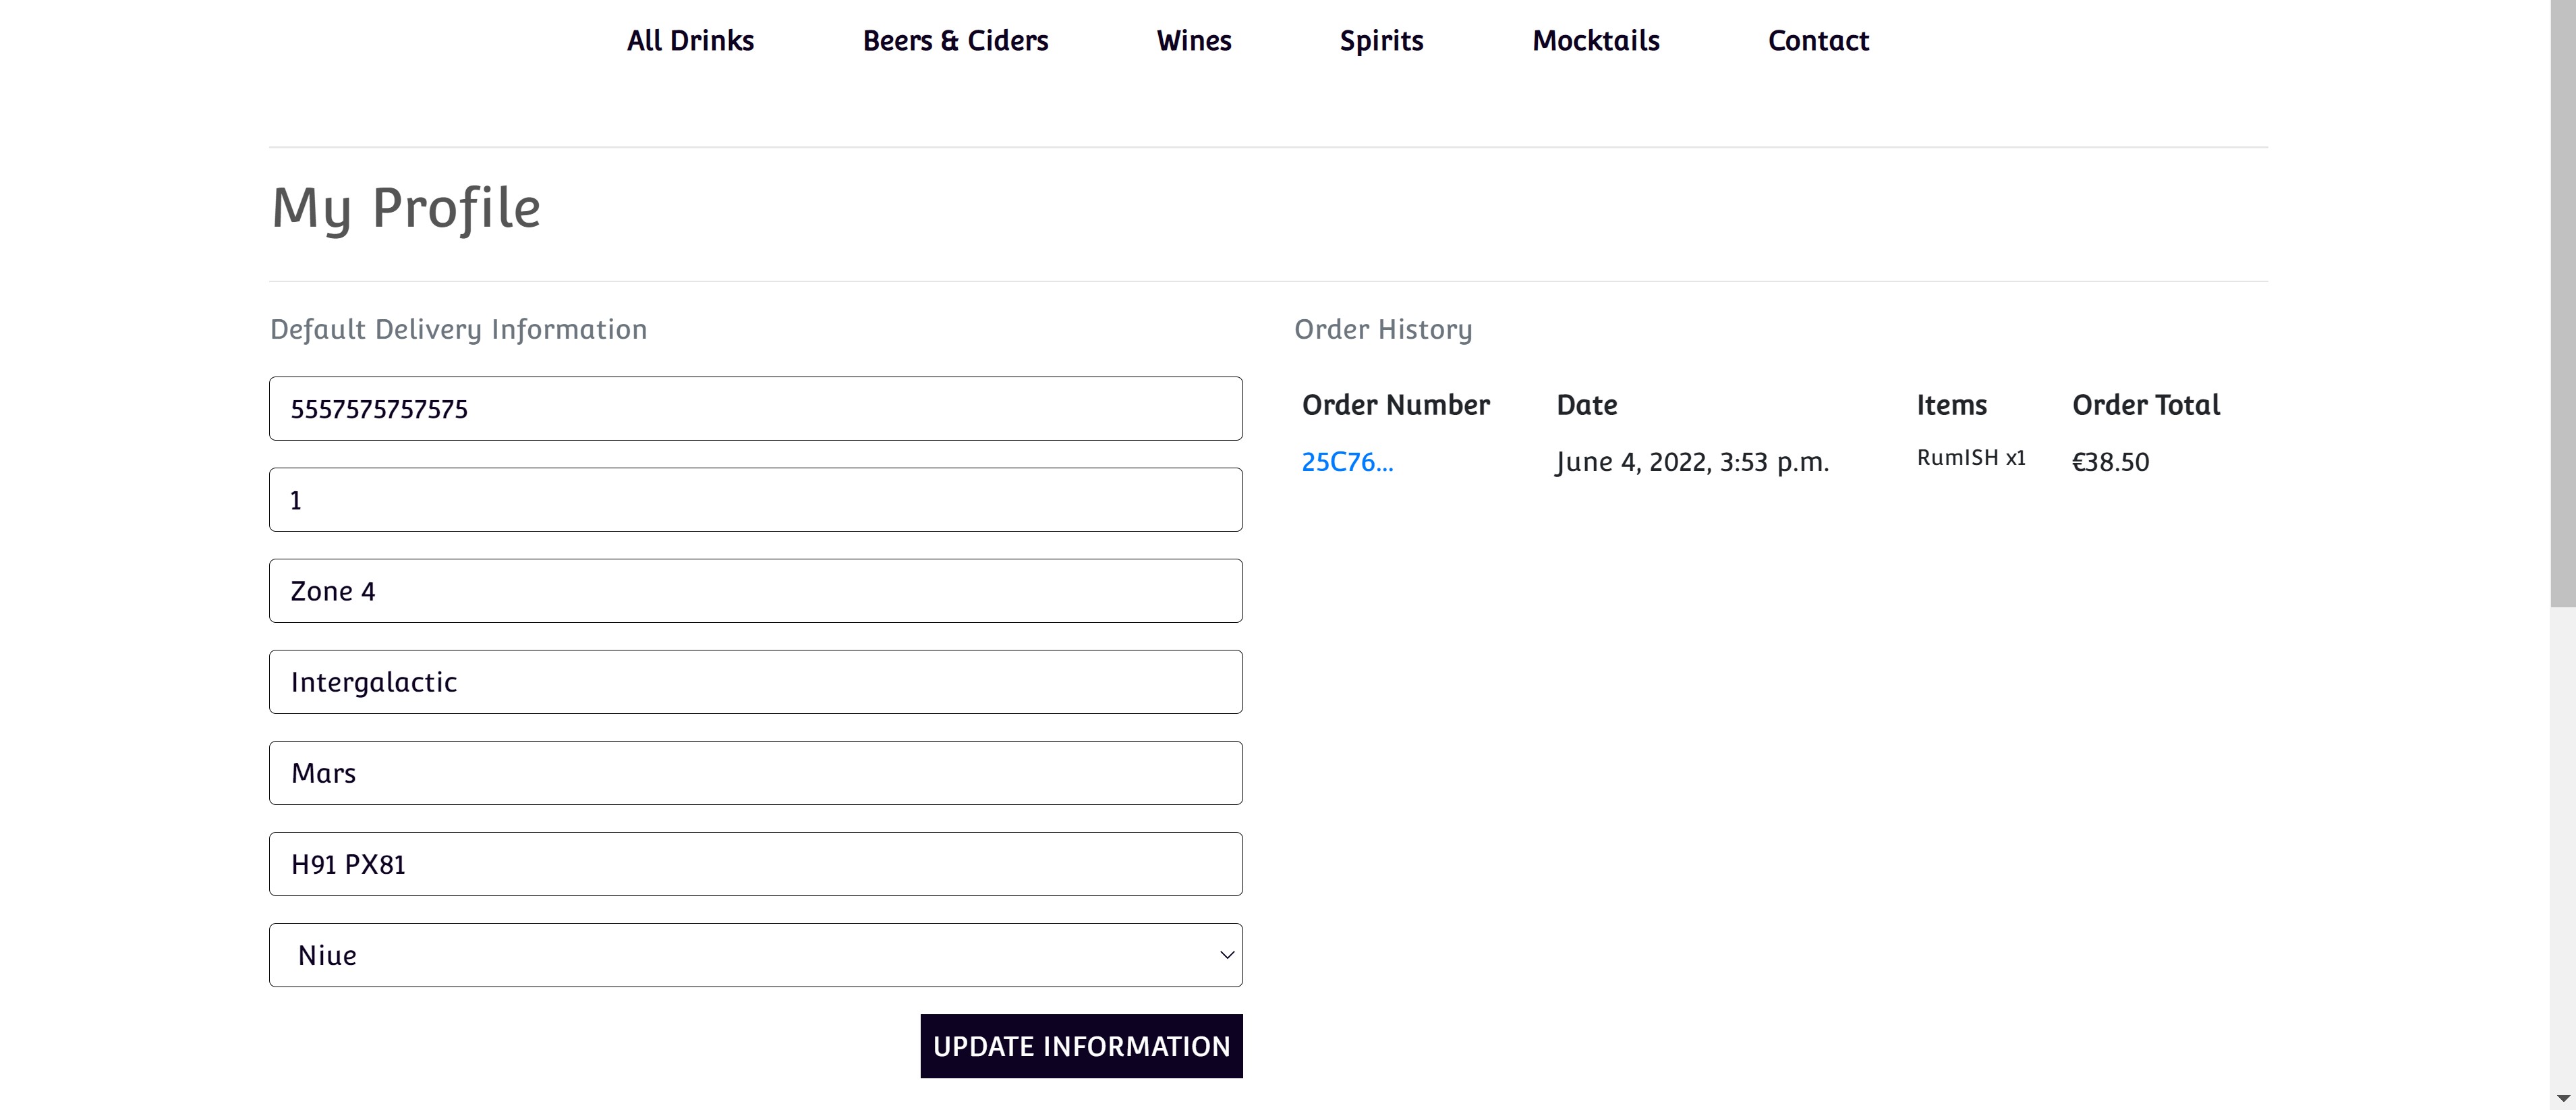 All Drinks Beers & Ciders Wines Spirits Mocktails Contact
My Profile
Default Delivery Information
5557575757575
1
Zone 4
Intergalactic
Mars
H91 PX81
Niue
UPDATE INFORMATION
Order History
Order Number Date Items Order Total
25C76... June 4, 2022, 3:53 p.m. RumISH x1 €38.50